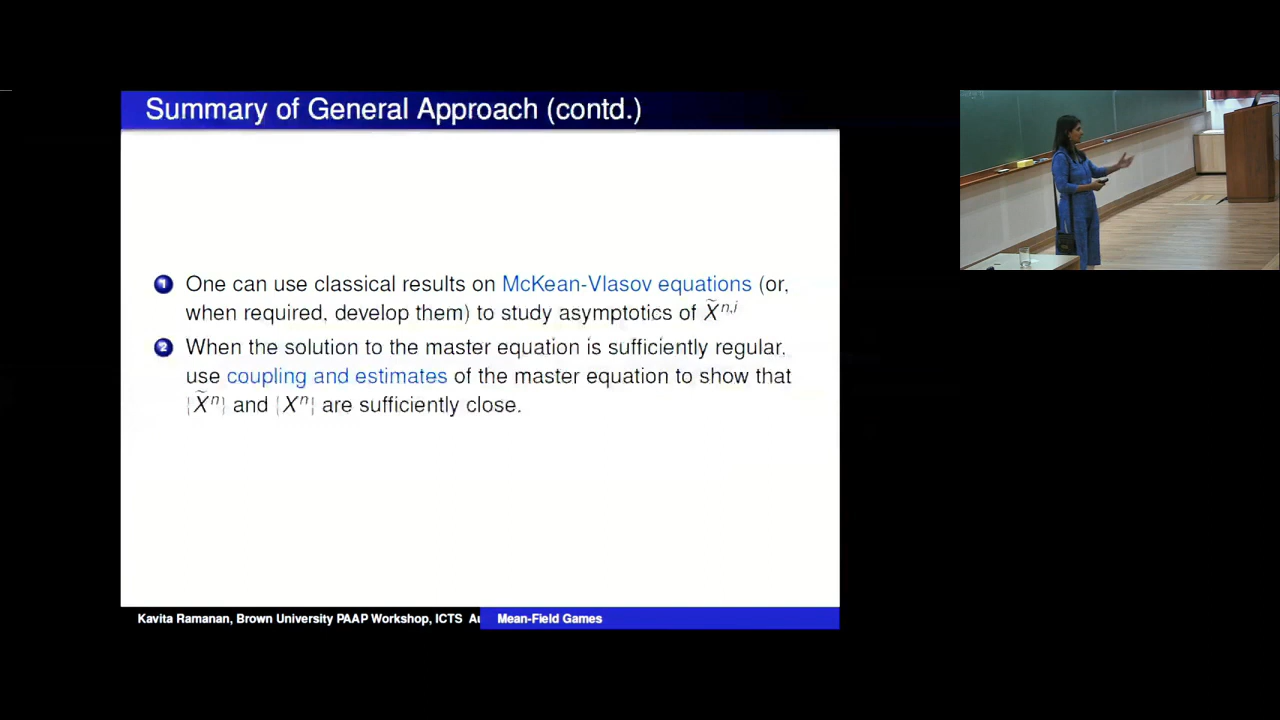 Summary of General Approach (contd.)
1 One can use classical results on McKean-Vlasov equations (or,
when required, develop them) to study asymptotics of X̃^{n,i}
2 When the solution to the master equation is sufficiently regular,
use coupling and estimates of the master equation to show that
{X̃^n} and {X^n} are sufficiently close.
Kavita Ramanan, Brown University PAAP Workshop, ICTS Au
Mean-Field Games